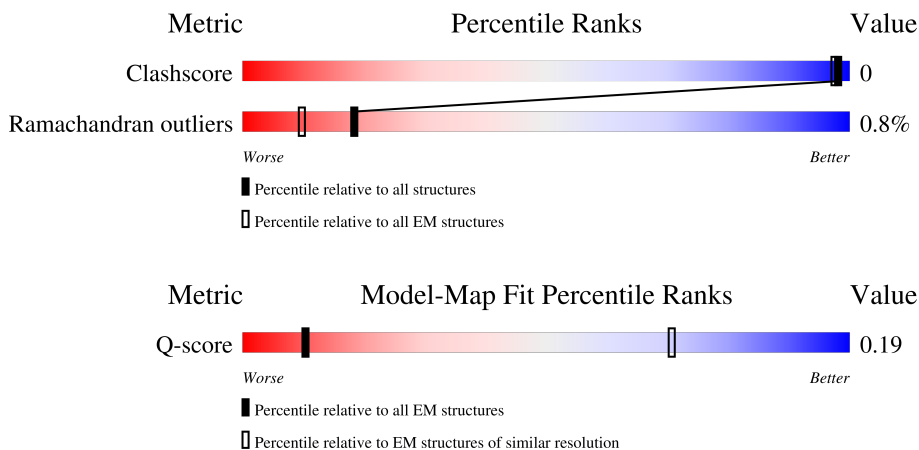 Metric Percentile Ranks Value
Clashscore 0
Ramachandran outliers 0.8%
Worse Better
Percentile relative to all structures
Percentile relative to all EM structures
Metric Model-Map Fit Percentile Ranks Value
Q-score 0.19
Worse Better
Percentile relative to all EM structures
Percentile relative to EM structures of similar resolution